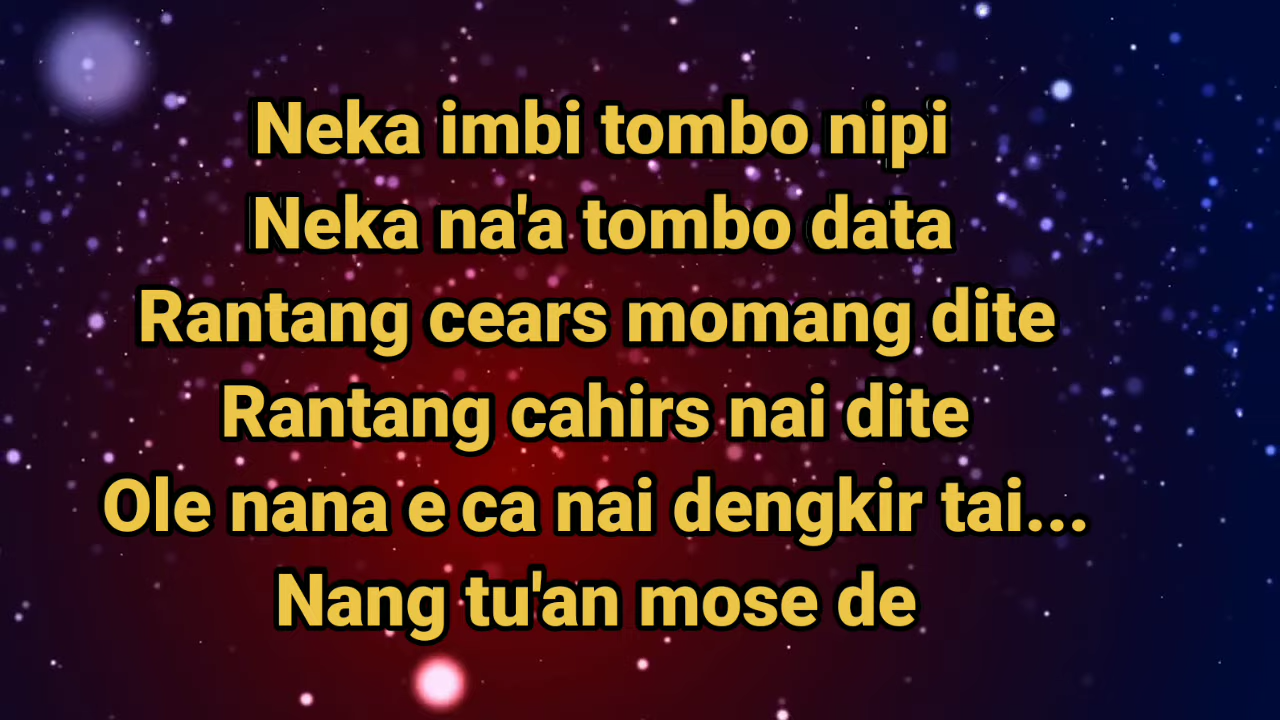 Neka imbi tombo nipi
Neka na'a tombo data
Rantang cears momang dite
Rantang cahirs nai dite
Ole nana e ca nai dengkir tai...
Nang tu'an mose de